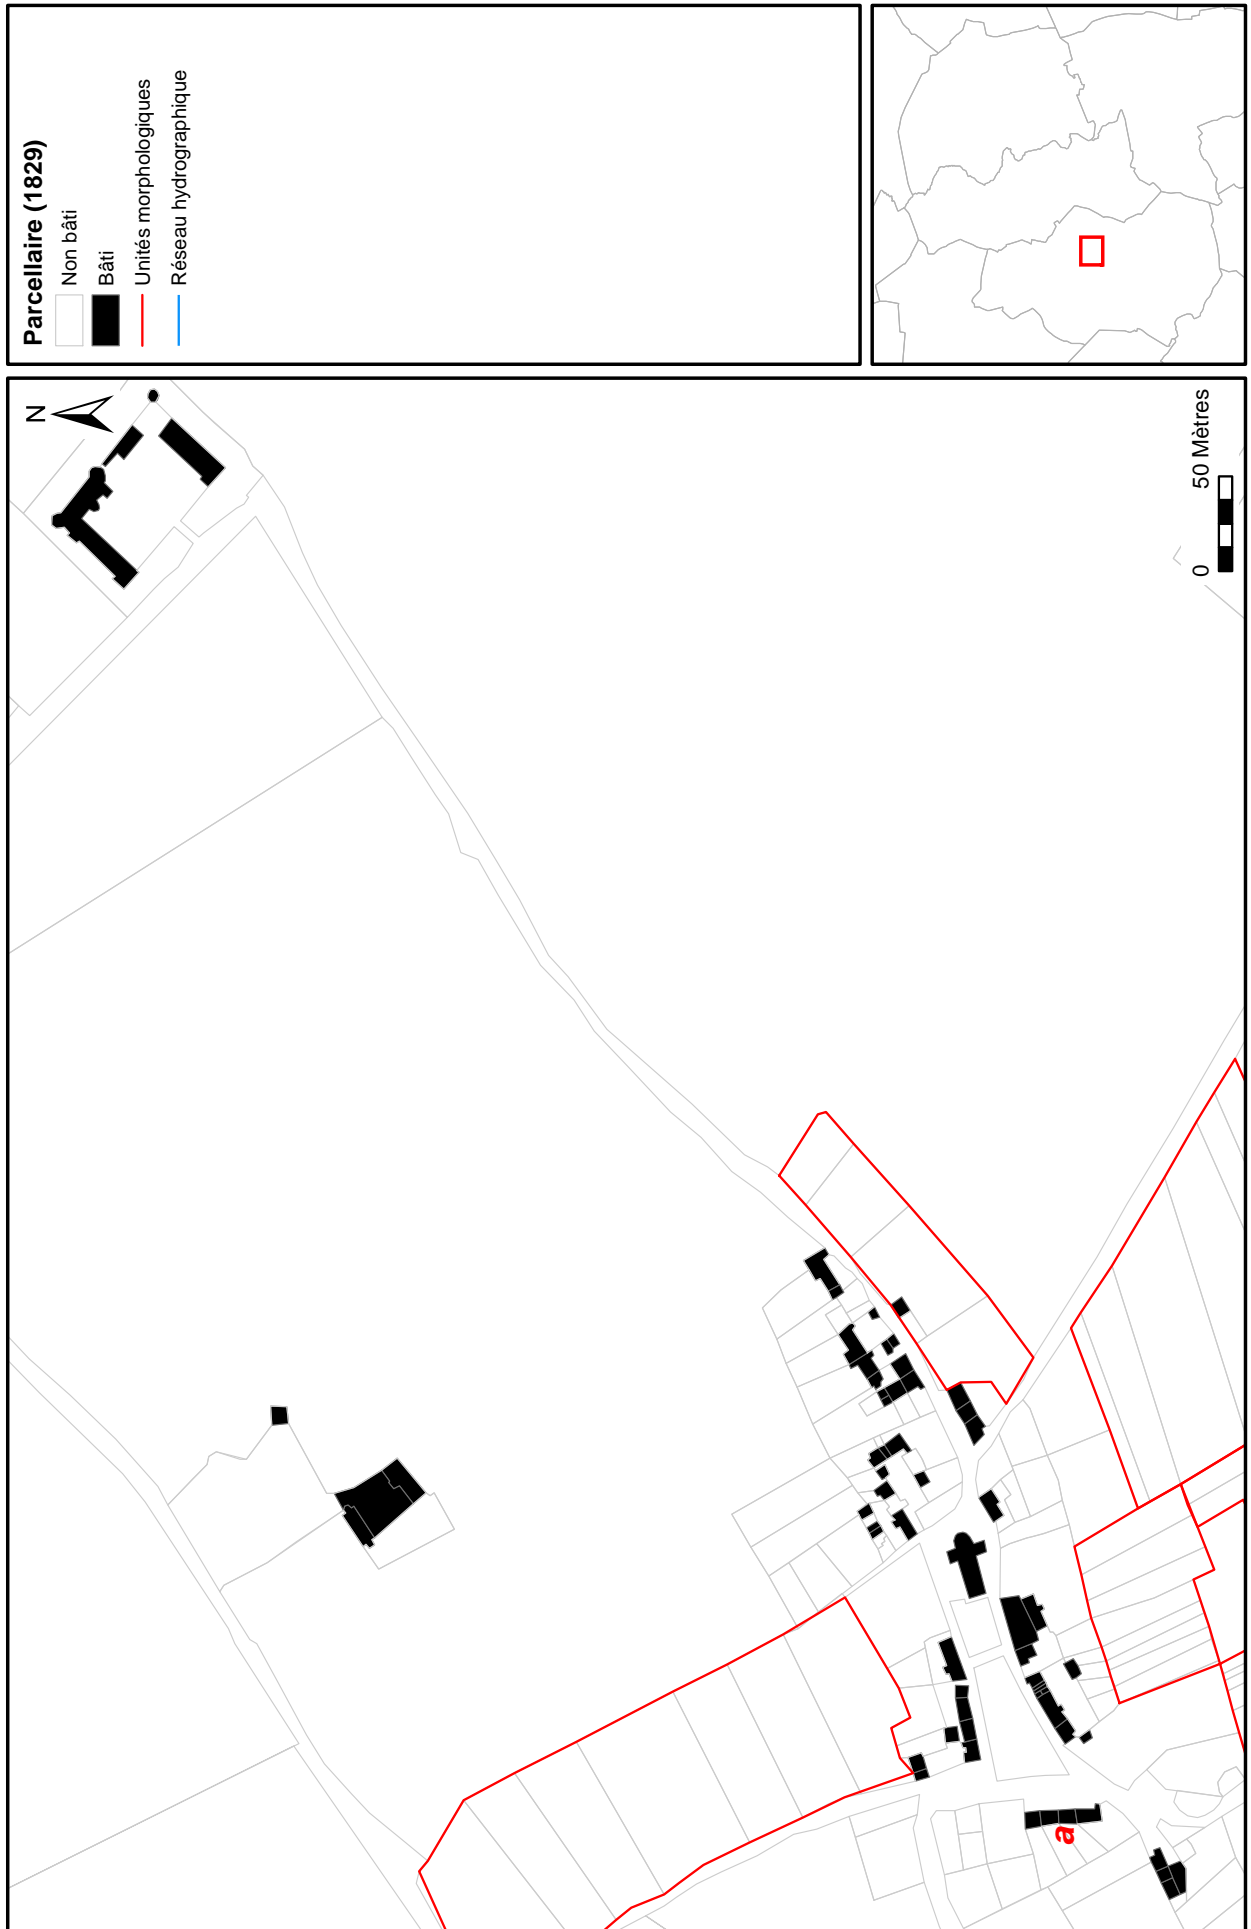 Parcellaire (1829)
Non bâti
Bâti
Unités morphologiques
Réseau hydrographique
N
0 50 Mètres
a